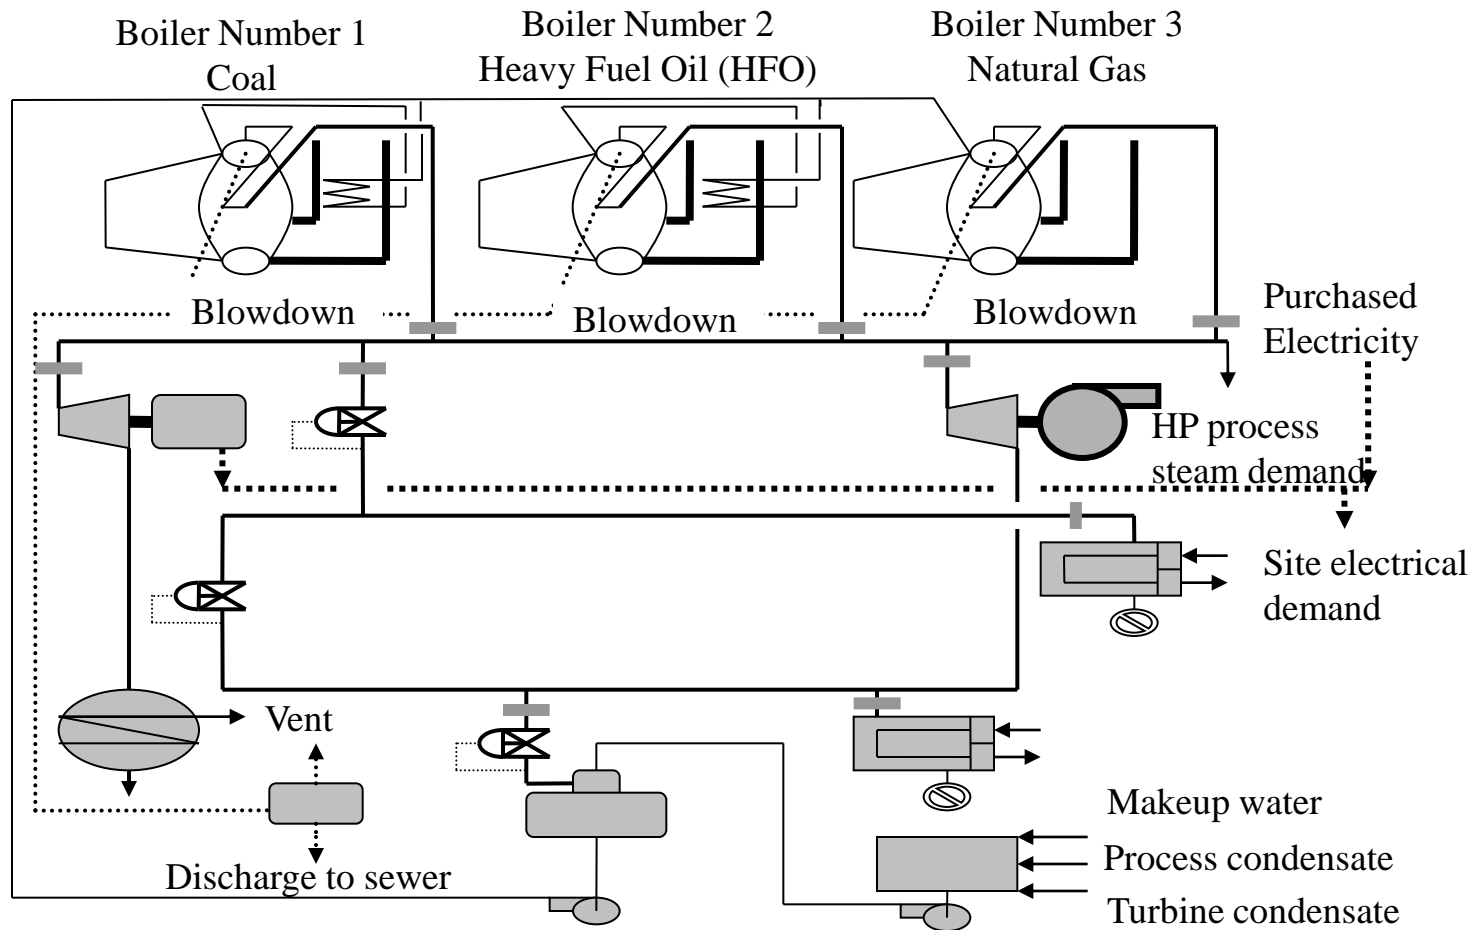 Boiler Number 1
Coal
Boiler Number 2
Heavy Fuel Oil (HFO)
Boiler Number 3
Natural Gas
Blowdown
Blowdown
Blowdown
Purchased
Electricity
HP process
steam demand
Site electrical
demand
Vent
Discharge to sewer
Makeup water
Process condensate
Turbine condensate